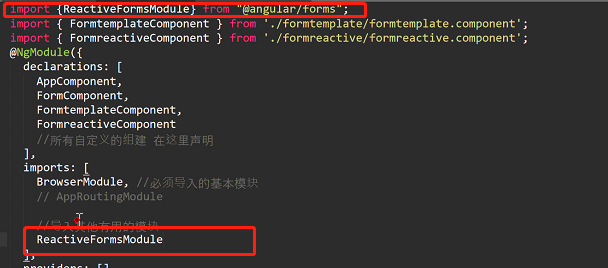 import {ReactiveFormsModule} from "@angular/forms";
import { FormtemplateComponent } from './formtemplate/formtemplate.component';
import { FormreactiveComponent } from './formreactive/formreactive.component';
@NgModule({
declarations: [
AppComponent,
FormComponent,
FormtemplateComponent,
FormreactiveComponent
//所有自定义的组建 在这里声明
],
imports: [
BrowserModule, //必须导入的基本模块
// AppRoutingModule
//导入其他有用的模块
ReactiveFormsModule
],
providers: []